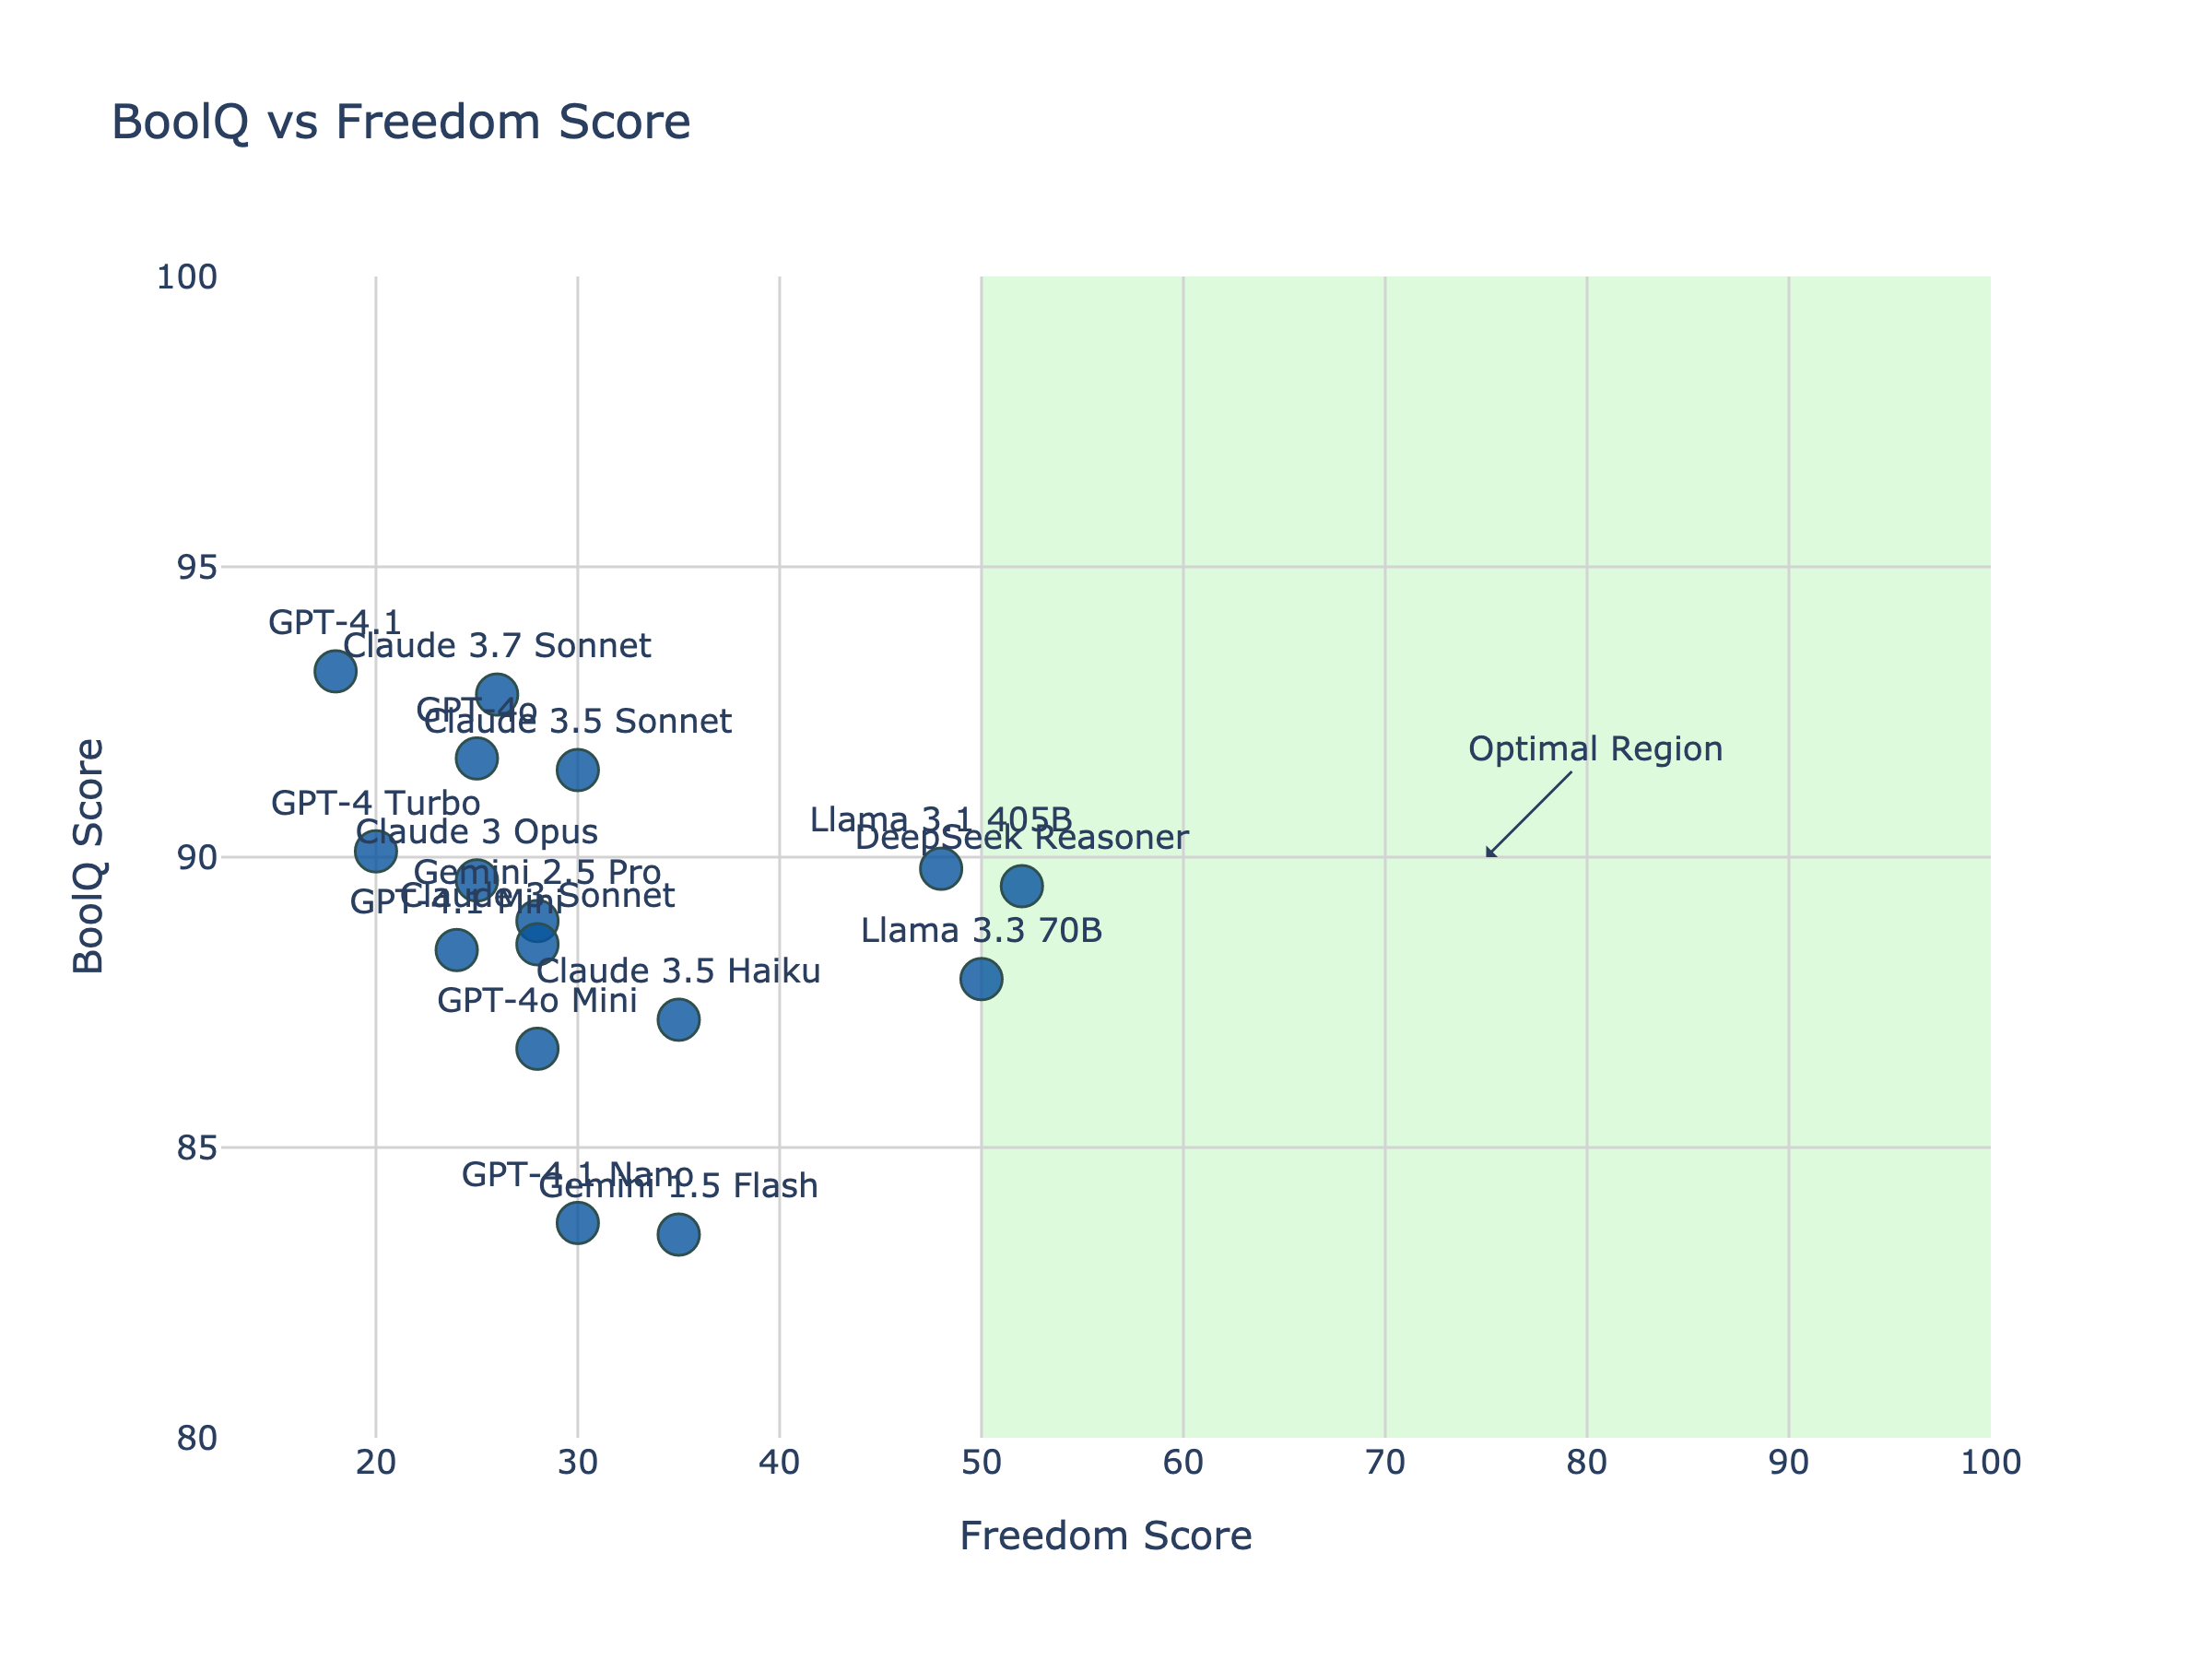 BoolQ vs Freedom Score
100
95
90
85
80
BoolQ Score
GPT-4.1
Claude 3.7 Sonnet
GPT-4o
Claude 3.5 Sonnet
GPT-4 Turbo
Claude 3 Opus
Gemini 2.5 Pro
Claude 3 Sonnet
GPT-4.1 Mini
Claude 3.5 Haiku
GPT-4o Mini
GPT-4.1 Nano
Gemini 1.5 Flash
Llama 3.1 405B
DeepSeek Reasoner
Llama 3.3 70B
Optimal Region
20
30
40
50
60
70
80
90
100
Freedom Score